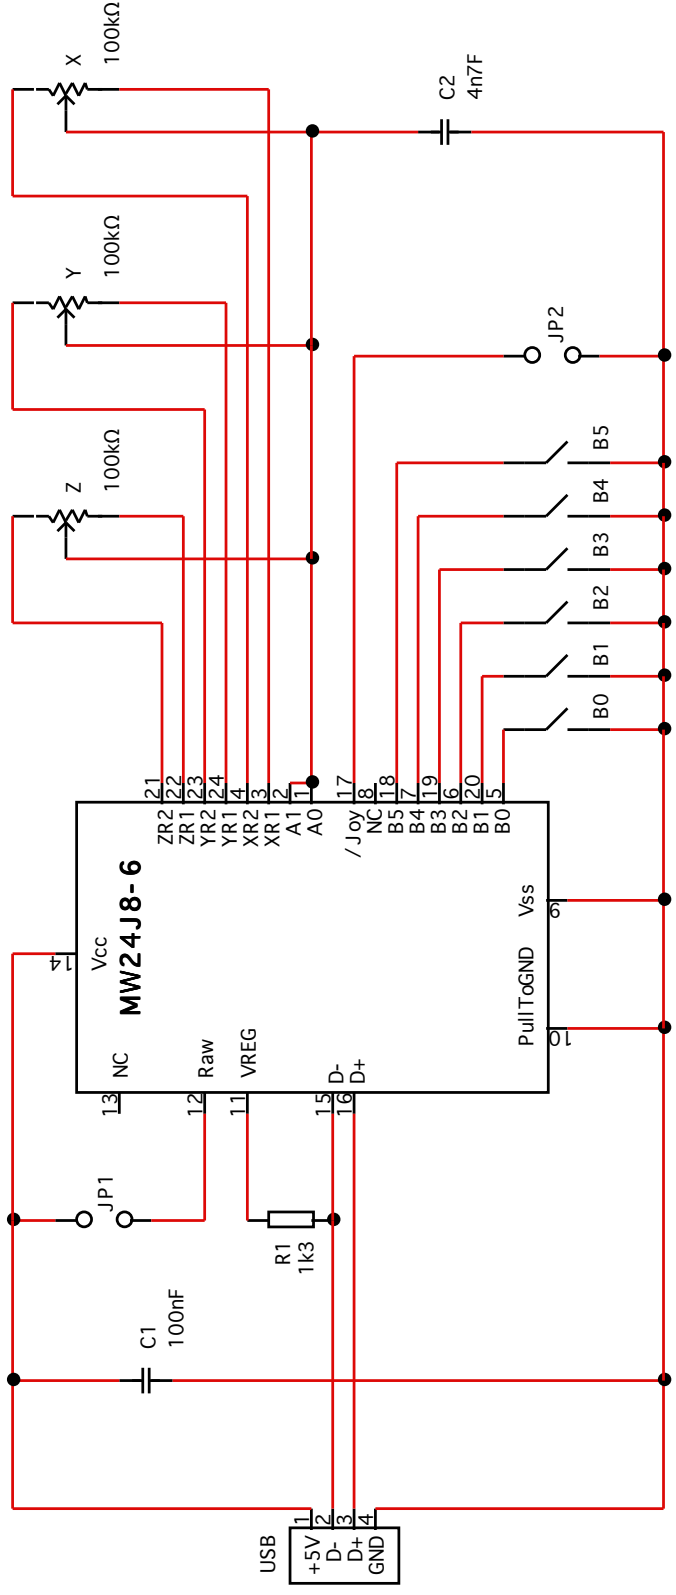 X
100kΩ
Y
100kΩ
Z
100kΩ
C2
4n7F
JP2
B5
B4
B3
B2
B1
B0
21
22
23
24
4
3
2
1
17
8
18
7
19
6
20
5
ZR2
ZR1
YR2
YR1
XR2
XR1
A1
A0
/Joy
NC
B5
B4
B3
B2
B1
B0
MW24J8-6
Vcc
14
Vss
9
PullToGND
10
NC
13
Raw
12
VREG
11
D-
15
D+
16
JP1
R1
1k3
C1
100nF
USB
1
2
3
4
+5V
D-
D+
GND